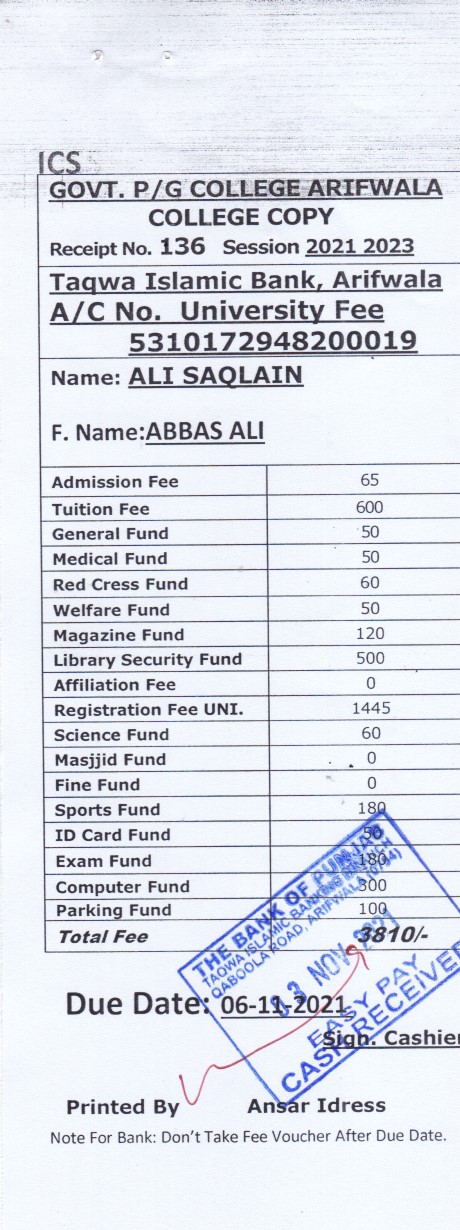 ICS
GOVT. P/G COLLEGE ARIFWALA
COLLEGE COPY
Receipt No. 136 Session 2021 2023
Taqwa Islamic Bank, Arifwala
A/C No. University Fee
5310172948200019
Name: ALI SAQLAIN
F. Name:ABBAS ALI
Admission Fee 65
Tuition Fee 600
General Fund 50
Medical Fund 50
Red Cress Fund 60
Welfare Fund 50
Magazine Fund 120
Library Security Fund 500
Affiliation Fee 0
Registration Fee UNI. 1445
Science Fund 60
Masjjid Fund 0
Fine Fund 0
Sports Fund 180
ID Card Fund 50
Exam Fund 180
Computer Fund 300
Parking Fund 100
Total Fee 3810/-
THE BANK OF PUNJAB
TAQWA ISLAMIC BANKING BRANCH
QABOOLA ROAD, ARIFWALA
03 NOV 2021
EASY PAY
CASH RECEIVED
Due Date: 06-11-2021
Sign. Cashier
Printed By Ansar Idress
Note For Bank: Don't Take Fee Voucher After Due Date.